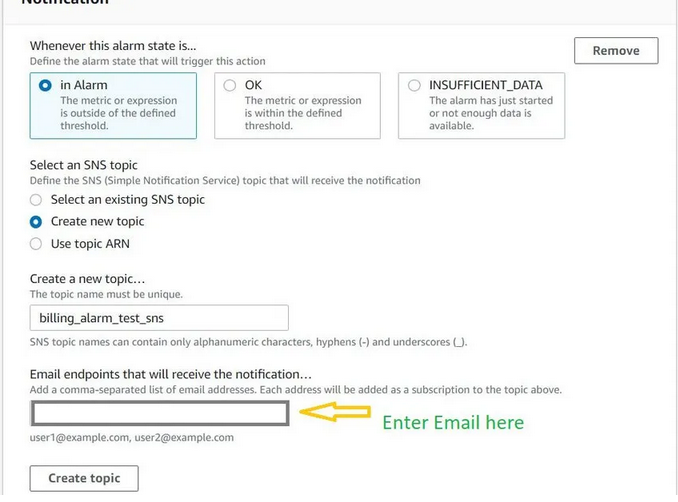 Notification
Whenever this alarm state is...
Remove
Define the alarm state that will trigger this action
in Alarm
The metric or expression
is outside of the defined
threshold.
OK
The metric or expression
is within the defined
threshold.
INSUFFICIENT_DATA
The alarm has just started
or not enough data is
available.
Select an SNS topic
Define the SNS (Simple Notification Service) topic that will receive the notification
Select an existing SNS topic
Create new topic
Use topic ARN
Create a new topic...
The topic name must be unique.
billing_alarm_test_sns
SNS topic names can contain only alphanumeric characters, hyphens (-) and underscores (_).
Email endpoints that will receive the notification...
Add a comma-separated list of email addresses. Each address will be added as a subscription to the topic above.
Enter Email here
user1@example.com, user2@example.com
Create topic